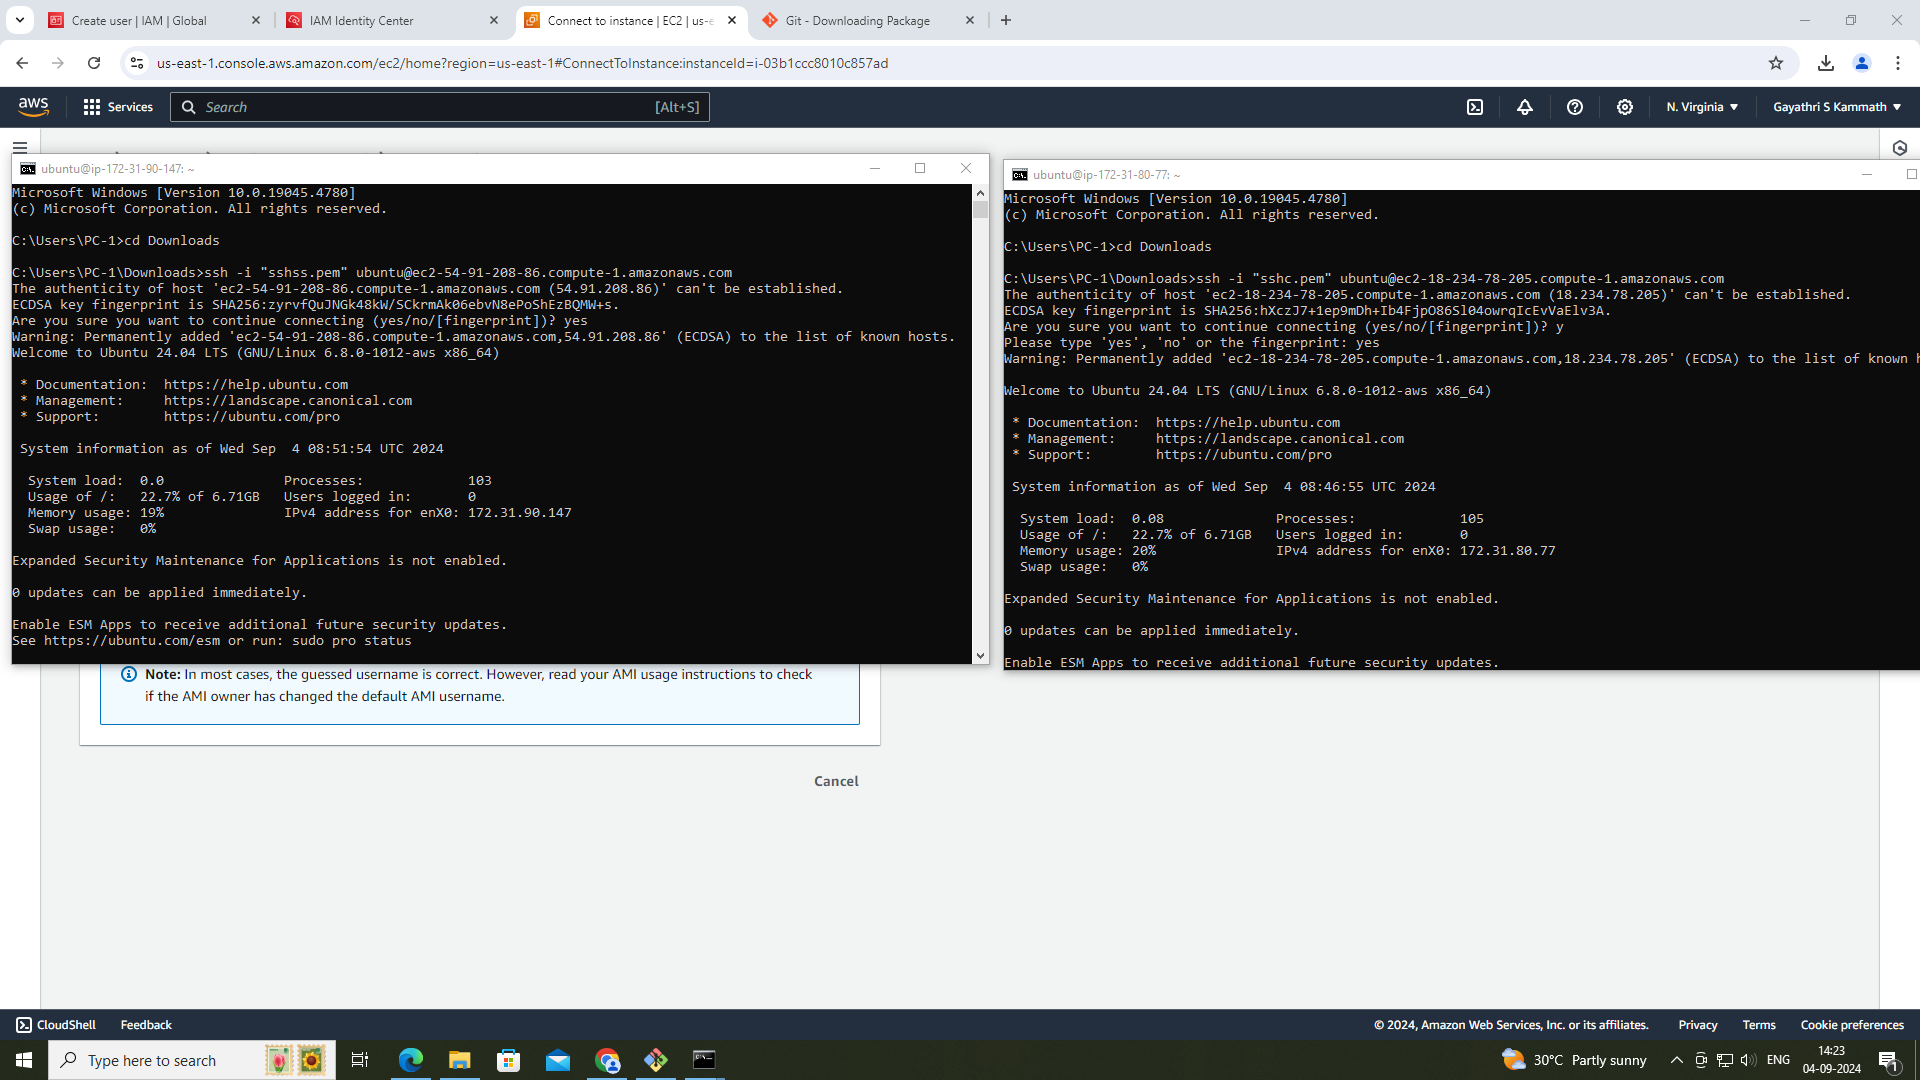 Create user | IAM | Global
IAM Identity Center
Connect to instance | EC2 | us-e
Git - Downloading Package
us-east-1.console.aws.amazon.com/ec2/home?region=us-east-1#ConnectToInstance:instanceId=i-03b1ccc8010c857ad
aws
Services
Search
[Alt+S]
N. Virginia
Gayathri S Kammath
ubuntu@ip-172-31-90-147: ~
Microsoft Windows [Version 10.0.19045.4780]
(c) Microsoft Corporation. All rights reserved.
C:\Users\PC-1>cd Downloads
C:\Users\PC-1\Downloads>ssh -i "sshss.pem" ubuntu@ec2-54-91-208-86.compute-1.amazonaws.com
The authenticity of host 'ec2-54-91-208-86.compute-1.amazonaws.com (54.91.208.86)' can't be established.
ECDSA key fingerprint is SHA256:zyrvfQuJNGk48kW/SCkrmAk06ebvN8ePoShEzBQMW+s.
Are you sure you want to continue connecting (yes/no/[fingerprint])? yes
Warning: Permanently added 'ec2-54-91-208-86.compute-1.amazonaws.com,54.91.208.86' (ECDSA) to the list of known hosts.
Welcome to Ubuntu 24.04 LTS (GNU/Linux 6.8.0-1012-aws x86_64)
* Documentation:  https://help.ubuntu.com
* Management:     https://landscape.canonical.com
* Support:        https://ubuntu.com/pro
System information as of Wed Sep  4 08:51:54 UTC 2024
System load:  0.0               Processes:             103
Usage of /:   22.7% of 6.71GB   Users logged in:       0
Memory usage: 19%               IPv4 address for enX0: 172.31.90.147
Swap usage:   0%
Expanded Security Maintenance for Applications is not enabled.
0 updates can be applied immediately.
Enable ESM Apps to receive additional future security updates.
See https://ubuntu.com/esm or run: sudo pro status
ubuntu@ip-172-31-80-77: ~
Microsoft Windows [Version 10.0.19045.4780]
(c) Microsoft Corporation. All rights reserved.
C:\Users\PC-1>cd Downloads
C:\Users\PC-1\Downloads>ssh -i "sshc.pem" ubuntu@ec2-18-234-78-205.compute-1.amazonaws.com
The authenticity of host 'ec2-18-234-78-205.compute-1.amazonaws.com (18.234.78.205)' can't be established.
ECDSA key fingerprint is SHA256:hXczJ7+1ep9mDh+Ib4FjpO86Sl04owrqIcEvVaElv3A.
Are you sure you want to continue connecting (yes/no/[fingerprint])? y
Please type 'yes', 'no' or the fingerprint: yes
Warning: Permanently added 'ec2-18-234-78-205.compute-1.amazonaws.com,18.234.78.205' (ECDSA) to the list of known h
Welcome to Ubuntu 24.04 LTS (GNU/Linux 6.8.0-1012-aws x86_64)
* Documentation:  https://help.ubuntu.com
* Management:     https://landscape.canonical.com
* Support:        https://ubuntu.com/pro
System information as of Wed Sep  4 08:46:55 UTC 2024
System load:  0.08              Processes:             105
Usage of /:   22.7% of 6.71GB   Users logged in:       0
Memory usage: 20%               IPv4 address for enX0: 172.31.80.77
Swap usage:   0%
Expanded Security Maintenance for Applications is not enabled.
0 updates can be applied immediately.
Enable ESM Apps to receive additional future security updates.
Note: In most cases, the guessed username is correct. However, read your AMI usage instructions to check
if the AMI owner has changed the default AMI username.
Cancel
CloudShell
Feedback
© 2024, Amazon Web Services, Inc. or its affiliates.
Privacy
Terms
Cookie preferences
Type here to search
30°C Partly sunny
ENG
14:23
04-09-2024
1